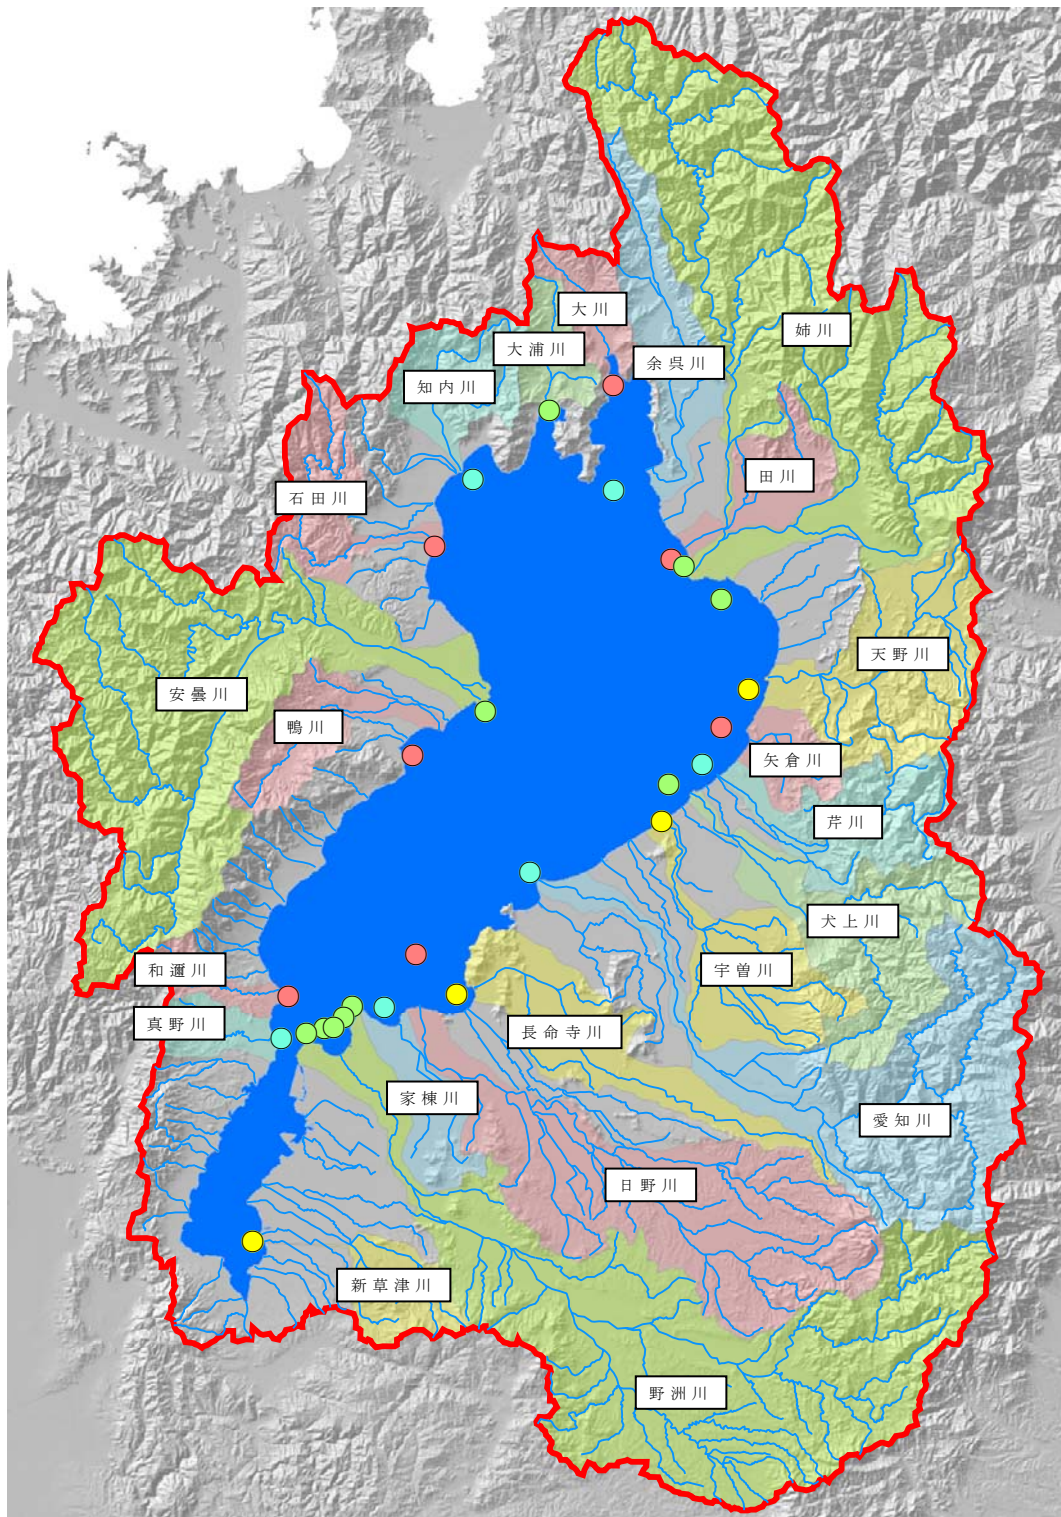 大川
姉川
大浦川
余呉川
知内川
田川
石田川
天野川
安曇川
鴨川
矢倉川
芹川
犬上川
和邇川
宇曽川
真野川
長命寺川
家棟川
愛知川
日野川
新草津川
野洲川